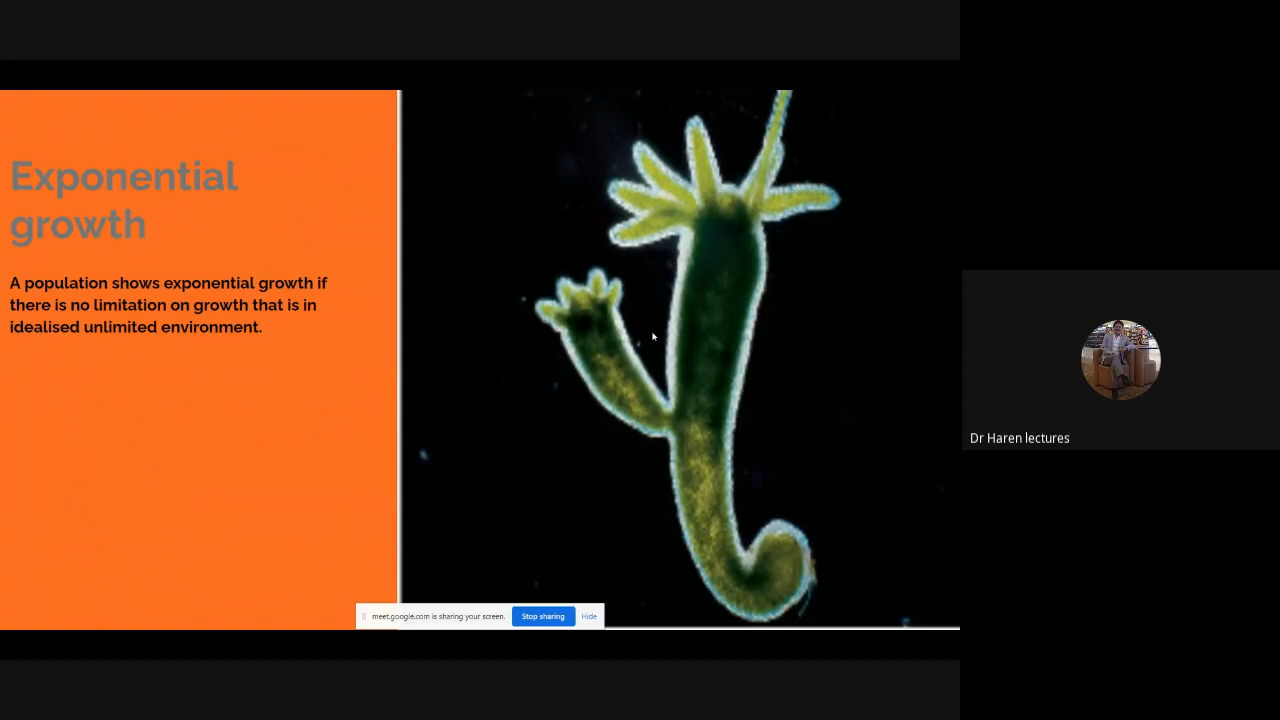 Exponential
growth
A population shows exponential growth if
there is no limitation on growth that is in
idealised unlimited environment.
meet.google.com is sharing your screen. Stop sharing Hide
Dr Haren lectures